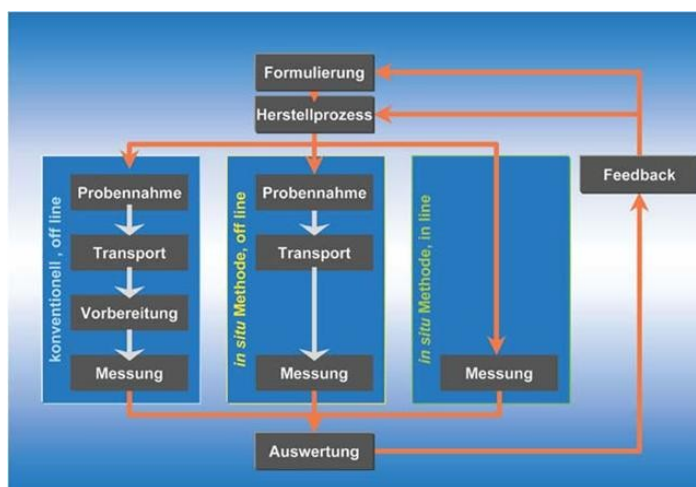 Formulierung
Herstellprozess
konventionell , off line
Probennahme
Transport
Vorbereitung
Messung
in situ Methode, off line
Probennahme
Transport
Messung
in situ Methode, in line
Messung
Feedback
Auswertung